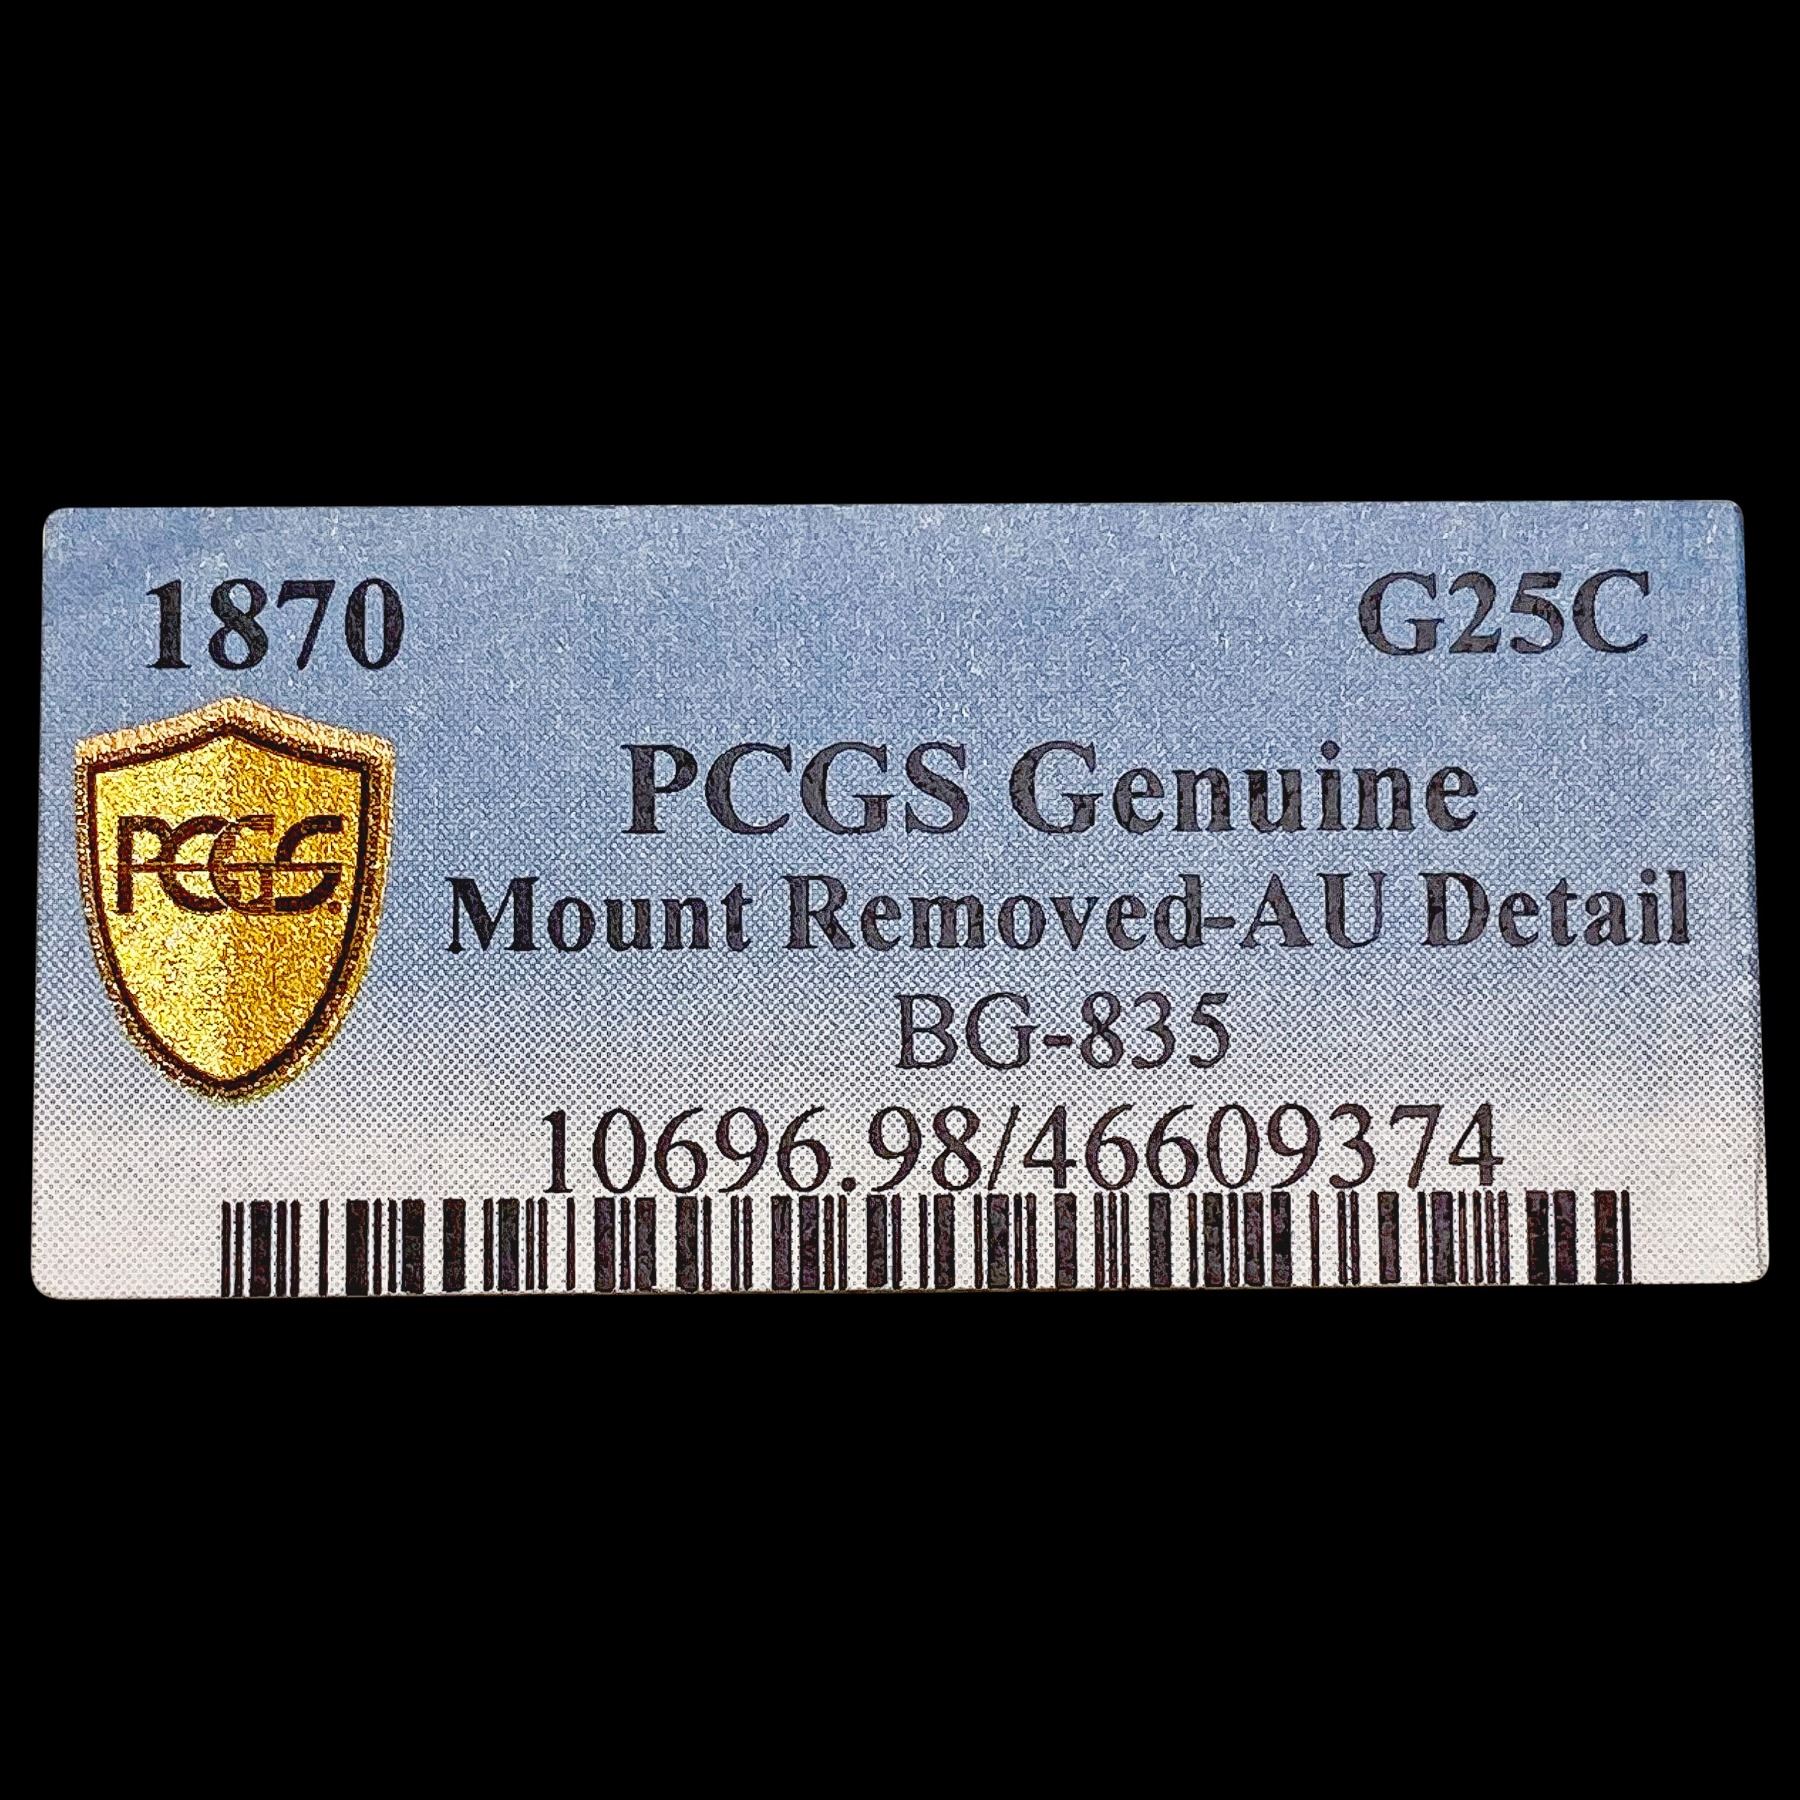 1870 G25C
PCGS
PCGS Genuine
Mount Removed-AU Detail
BG-835
10696.98/46609374